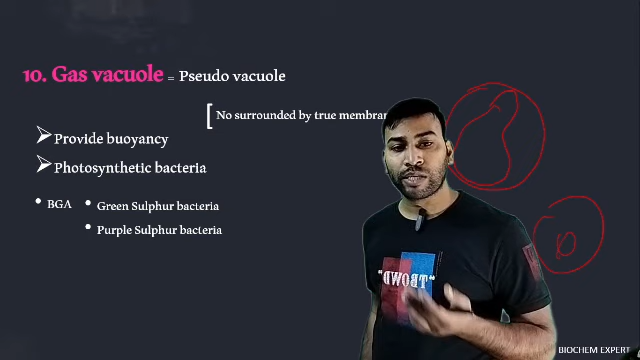 10. Gas vacuole = Pseudo vacuole
[ No surrounded by true membran
➢Provide buoyancy
➢Photosynthetic bacteria
• BGA • Green Sulphur bacteria
• Purple Sulphur bacteria
"TBOWD"
BIOCHEM EXPERT